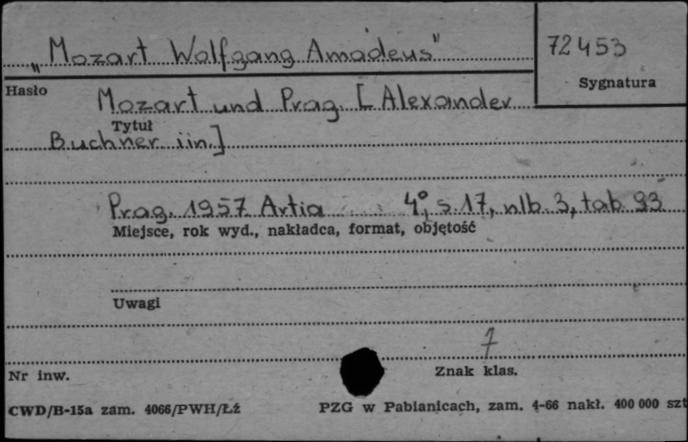 „Mozart Wolfgang Amadeus"
72453
Hasło
Sygnatura
Mozart und Prag. [Alexander
Tytuł
Buchner iin.]
Prag. 1957 Artia 4°, s. 17, nlb. 3, tab. 93
Miejsce, rok wyd., nakładca, format, objętość
Uwagi
7
Nr inw.
Znak klas.
CWD/B-15a zam. 4066/PWH/Łż PZG w Pabianicach, zam. 4-66 nakł. 400 000 szt